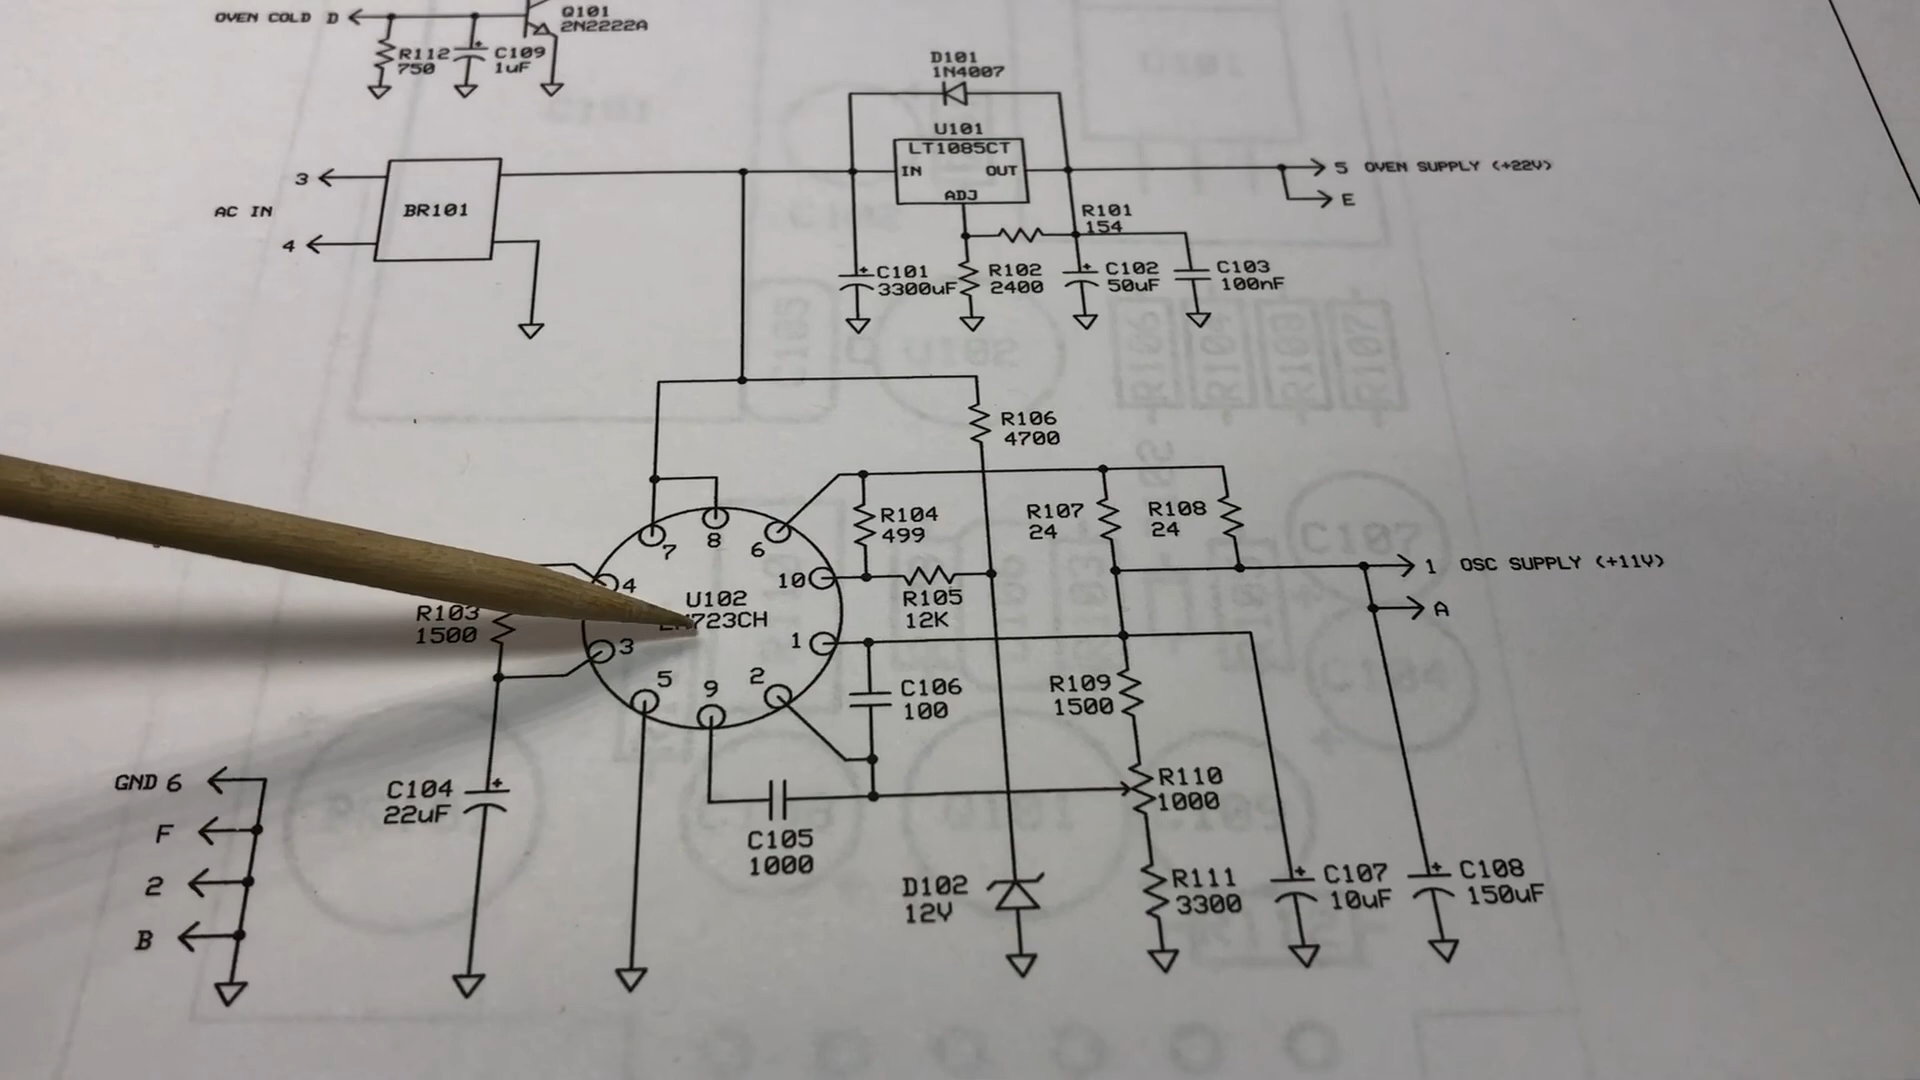 OVEN COLD D
Q101
2N2222A
R112
750
C109
1uF
D101
1N4007
U101
LT1085CT
IN
OUT
ADJ
3
AC IN
BR101
4
5 OVEN SUPPLY (+22V)
E
R101
154
C101
3300uF
R102
2400
C102
50uF
C103
100nF
R106
4700
R104
499
R107
24
R108
24
7
8
6
4
10
U102
723CH
R105
12K
1 OSC SUPPLY (+11V)
A
R103
1500
3
1
5
9
2
C106
100
R109
1500
GND 6
F
2
B
C104
22uF
C105
1000
R110
1000
D102
12V
R111
3300
C107
10uF
C108
150uF